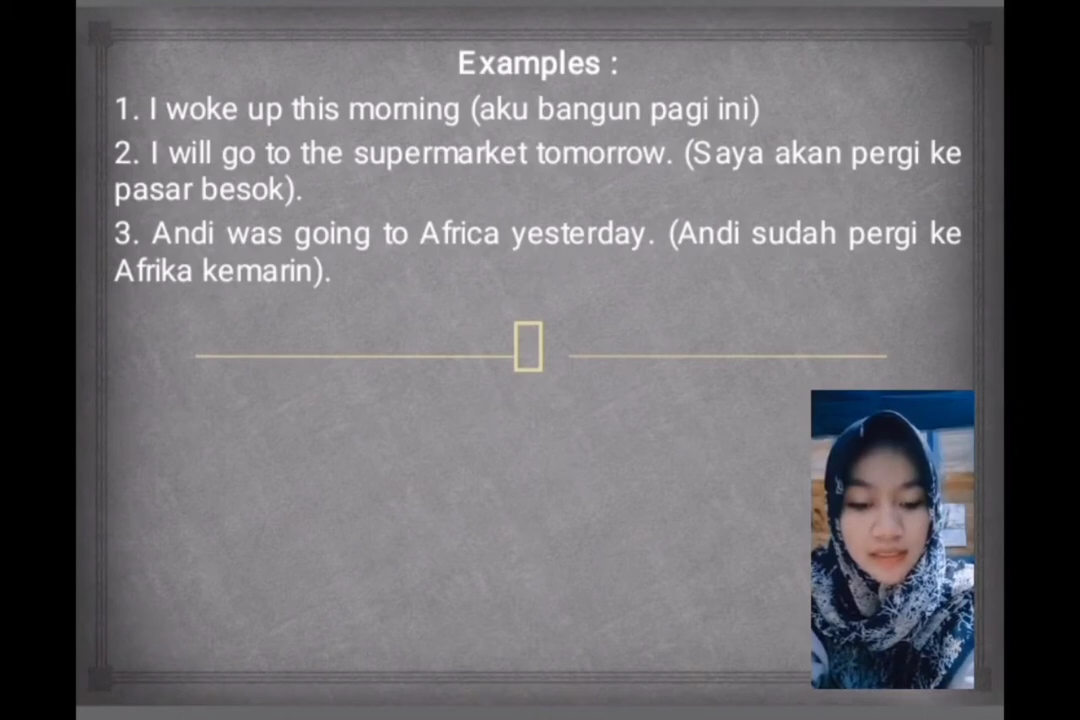 Examples :
1. I woke up this morning (aku bangun pagi ini)
2. I will go to the supermarket tomorrow. (Saya akan pergi ke
pasar besok).
3. Andi was going to Africa yesterday. (Andi sudah pergi ke
Afrika kemarin).